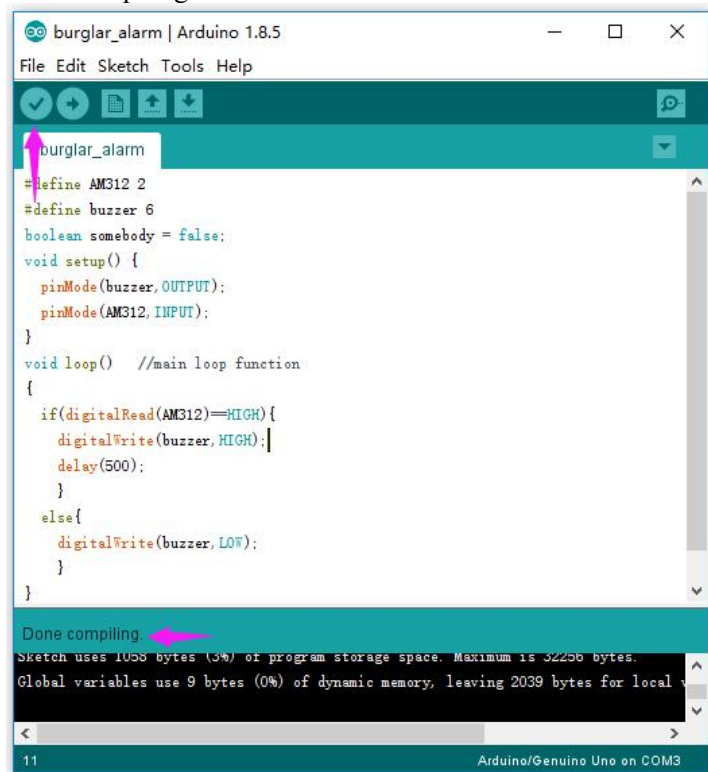 burglar_alarm | Arduino 1.8.5
File Edit Sketch Tools Help
burglar_alarm
#define AM312 2
#define buzzer 6
boolean somebody = false;
void setup() {
pinMode(buzzer,OUTPUT);
pinMode(AM312,INPUT);
}
void loop() //main loop function
{
if(digitalRead(AM312)==HIGH){
digitalWrite(buzzer,HIGH);
delay(500);
}
else{
digitalWrite(buzzer,LOW);
}
}
Done compiling.
Sketch uses 1058 bytes (3%) of program storage space. Maximum is 32256 bytes.
Global variables use 9 bytes (0%) of dynamic memory, leaving 2039 bytes for local
11 Arduino/Genuino Uno on COM3